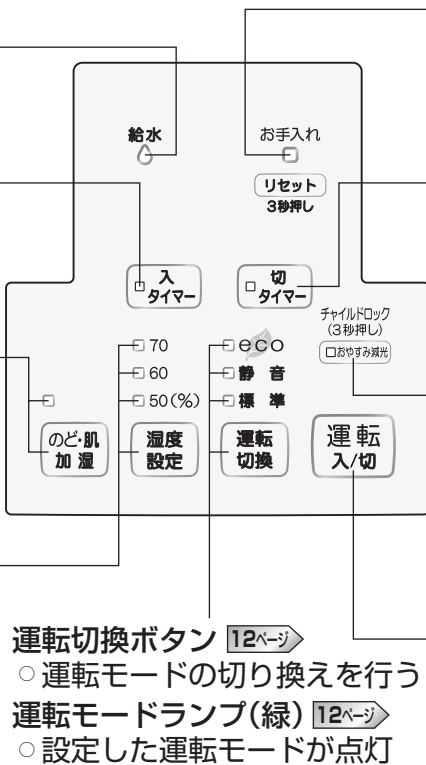 給水
お手入れ
リセット
3秒押し
入
タイマー
切
タイマー
チャイルドロック
(3秒押し)
おやすみ減光
70
60
50(%)
eco
静 音
標 準
のど・肌
加 湿
湿度
設定
運転
切換
運転
入/切
運転切換ボタン 12ページ
○運転モードの切り換えを行う
運転モードランプ(緑) 12ページ
○設定した運転モードが点灯